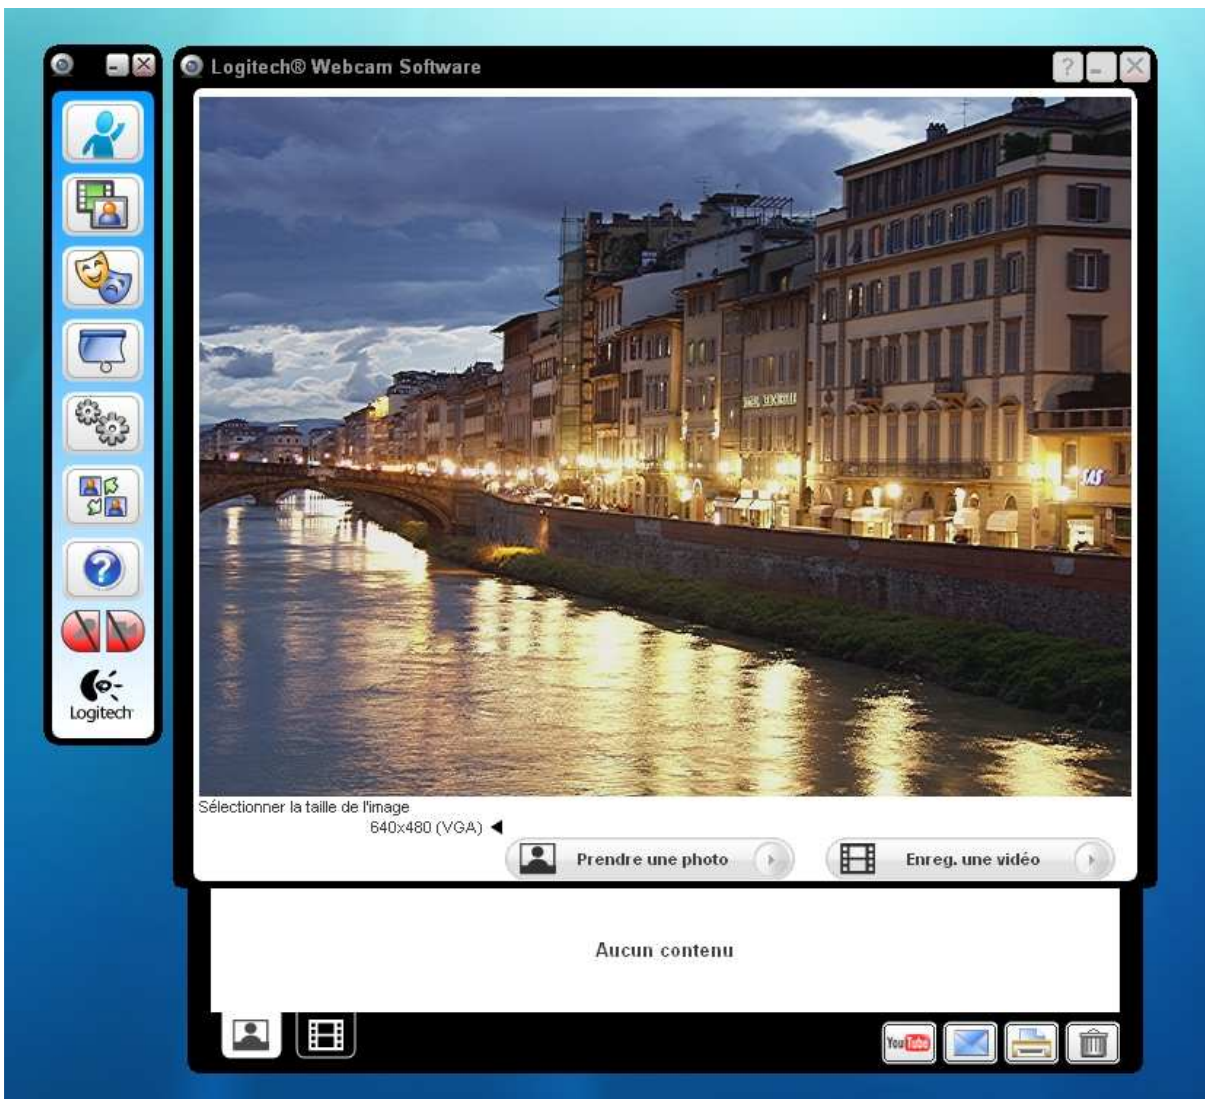 Logitech® Webcam Software
?
SAS
?
Logitech
Sélectionner la taille de l'image
640x480 (VGA)
Prendre une photo
Enreg. une vidéo
Aucun contenu
YouTube